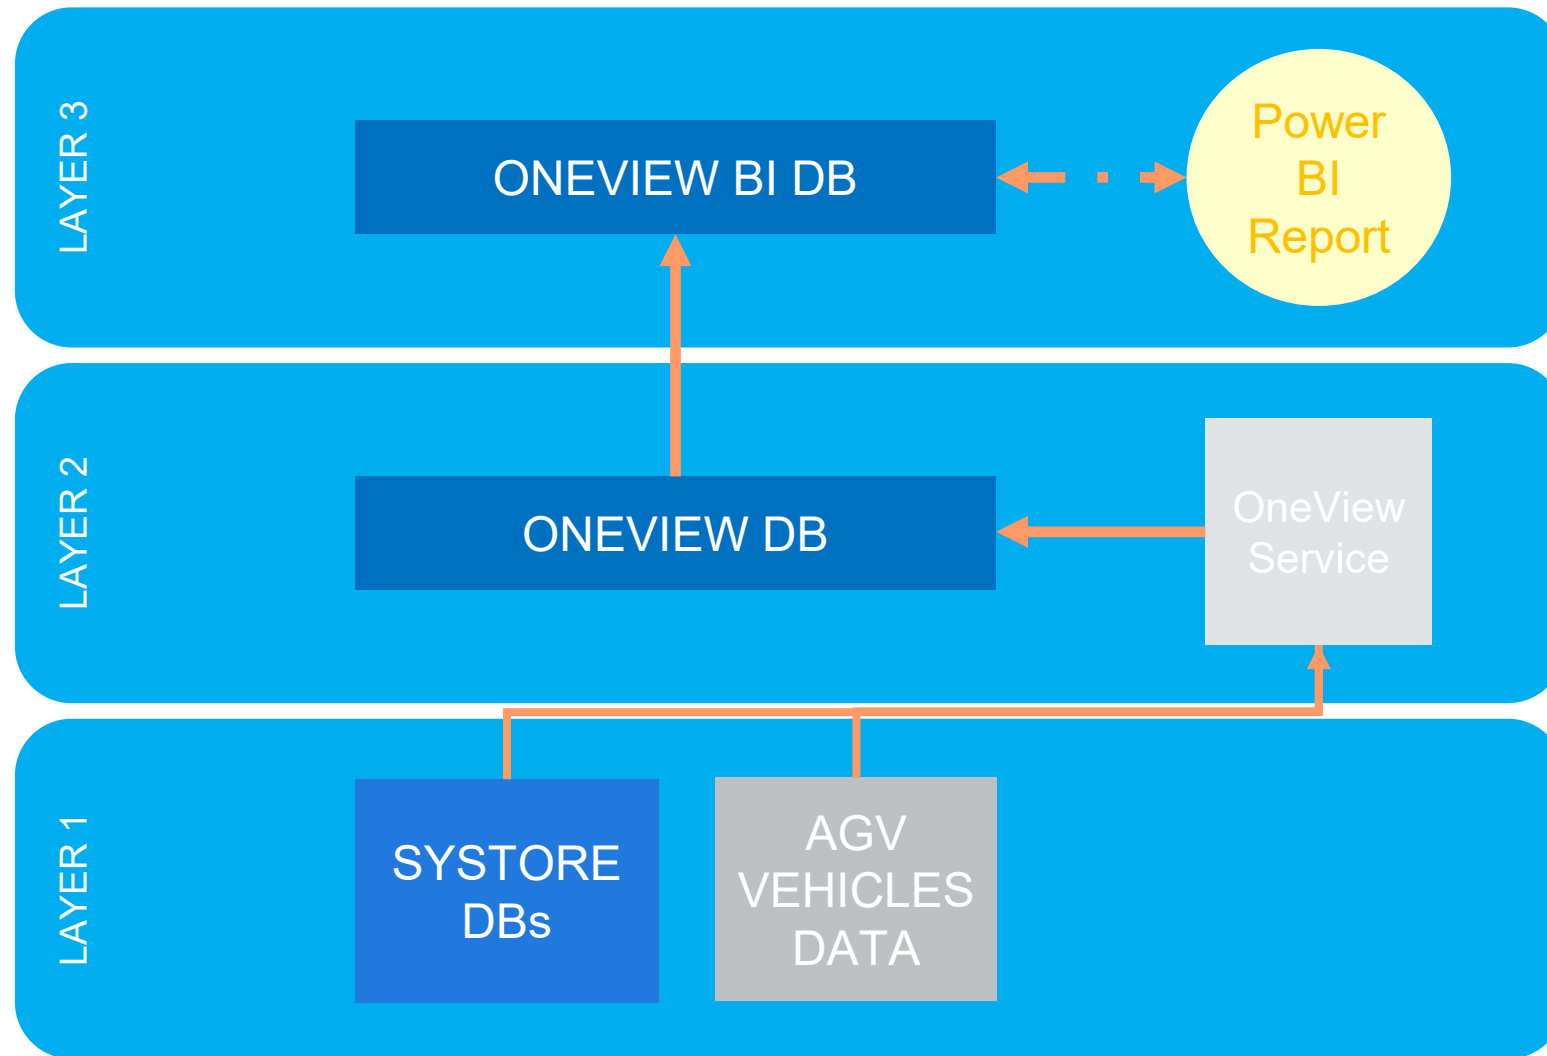 LAYER 3
ONEVIEW BI DB
Power
BI
Report
LAYER 2
ONEVIEW DB
OneView
Service
LAYER 1
SYSTORE
DBs
AGV
VEHICLES
DATA